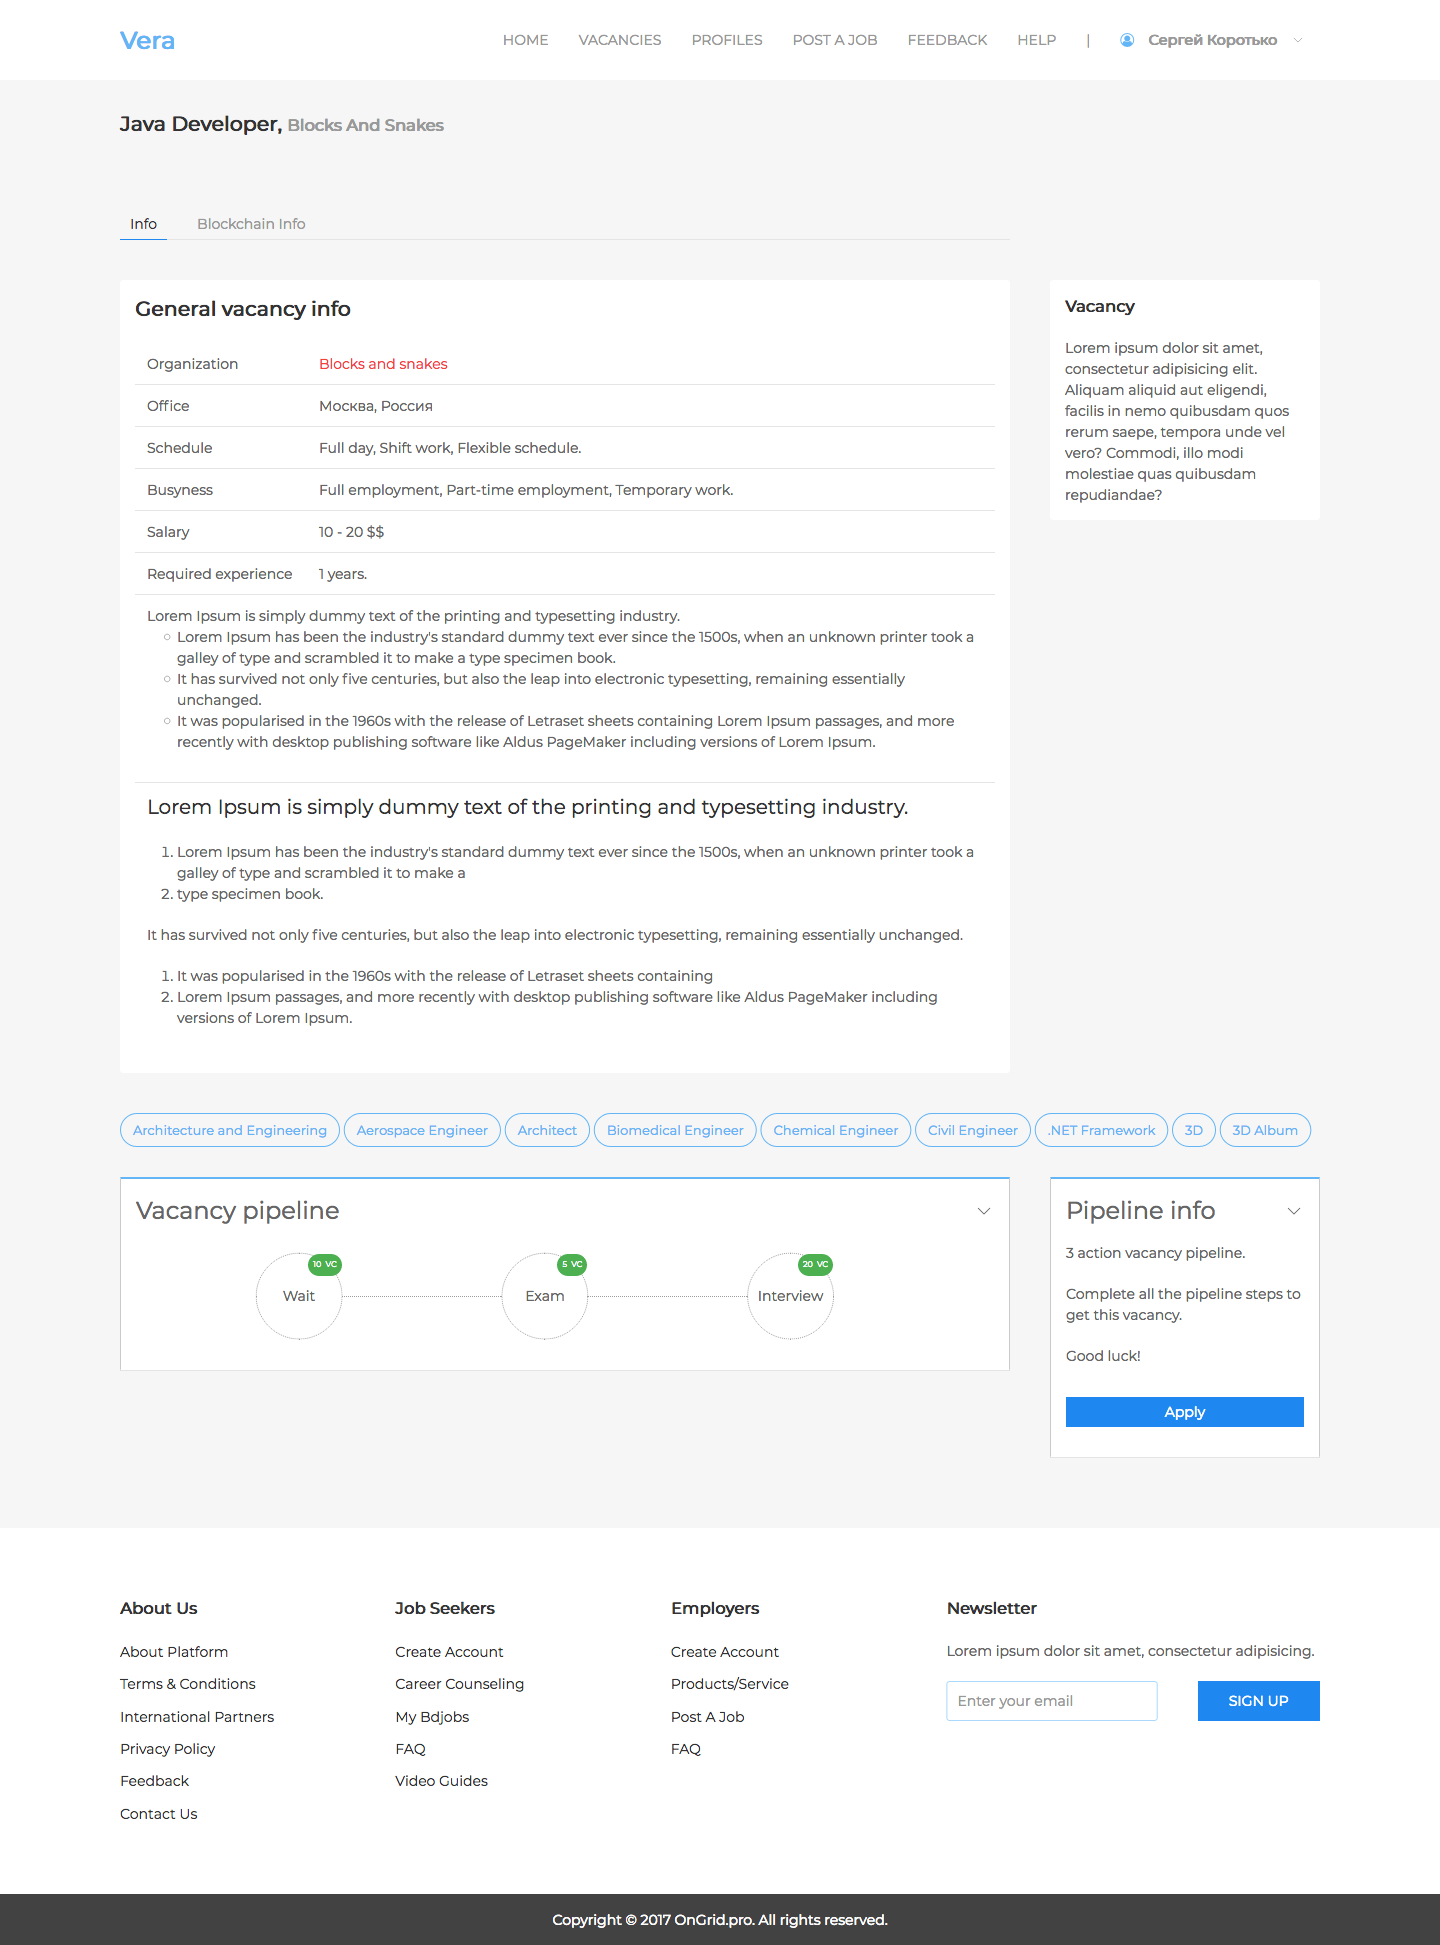 Vera
HOME VACANCIES PROFILES POST A JOB FEEDBACK HELP | Сергей Коротько
Java Developer, Blocks And Snakes
Info Blockchain Info
General vacancy info
Organization Blocks and snakes
Office Москва, Россия
Schedule Full day, Shift work, Flexible schedule.
Busyness Full employment, Part-time employment, Temporary work.
Salary 10 - 20 $$
Required experience 1 years.
Lorem Ipsum is simply dummy text of the printing and typesetting industry.
Lorem Ipsum has been the industry's standard dummy text ever since the 1500s, when an unknown printer took a
galley of type and scrambled it to make a type specimen book.
It has survived not only five centuries, but also the leap into electronic typesetting, remaining essentially
unchanged.
It was popularised in the 1960s with the release of Letraset sheets containing Lorem Ipsum passages, and more
recently with desktop publishing software like Aldus PageMaker including versions of Lorem Ipsum.
Lorem Ipsum is simply dummy text of the printing and typesetting industry.
1. Lorem Ipsum has been the industry's standard dummy text ever since the 1500s, when an unknown printer took a
galley of type and scrambled it to make a
2. type specimen book.
It has survived not only five centuries, but also the leap into electronic typesetting, remaining essentially unchanged.
1. It was popularised in the 1960s with the release of Letraset sheets containing
2. Lorem Ipsum passages, and more recently with desktop publishing software like Aldus PageMaker including
versions of Lorem Ipsum.
Vacancy
Lorem ipsum dolor sit amet,
consectetur adipisicing elit.
Aliquam aliquid aut eligendi,
facilis in nemo quibusdam quos
rerum saepe, tempora unde vel
vero? Commodi, illo modi
molestiae quas quibusdam
repudiandae?
Architecture and Engineering Aerospace Engineer Architect Biomedical Engineer Chemical Engineer Civil Engineer .NET Framework 3D 3D Album
Vacancy pipeline
10 VC 5 VC 20 VC
Wait Exam Interview
Pipeline info
3 action vacancy pipeline.
Complete all the pipeline steps to
get this vacancy.
Good luck!
Apply
About Us
About Platform
Terms & Conditions
International Partners
Privacy Policy
Feedback
Contact Us
Job Seekers
Create Account
Career Counseling
My Bdjobs
FAQ
Video Guides
Employers
Create Account
Products/Service
Post A Job
FAQ
Newsletter
Lorem ipsum dolor sit amet, consectetur adipisicing.
Enter your email SIGN UP
Copyright © 2017 OnGrid.pro. All rights reserved.